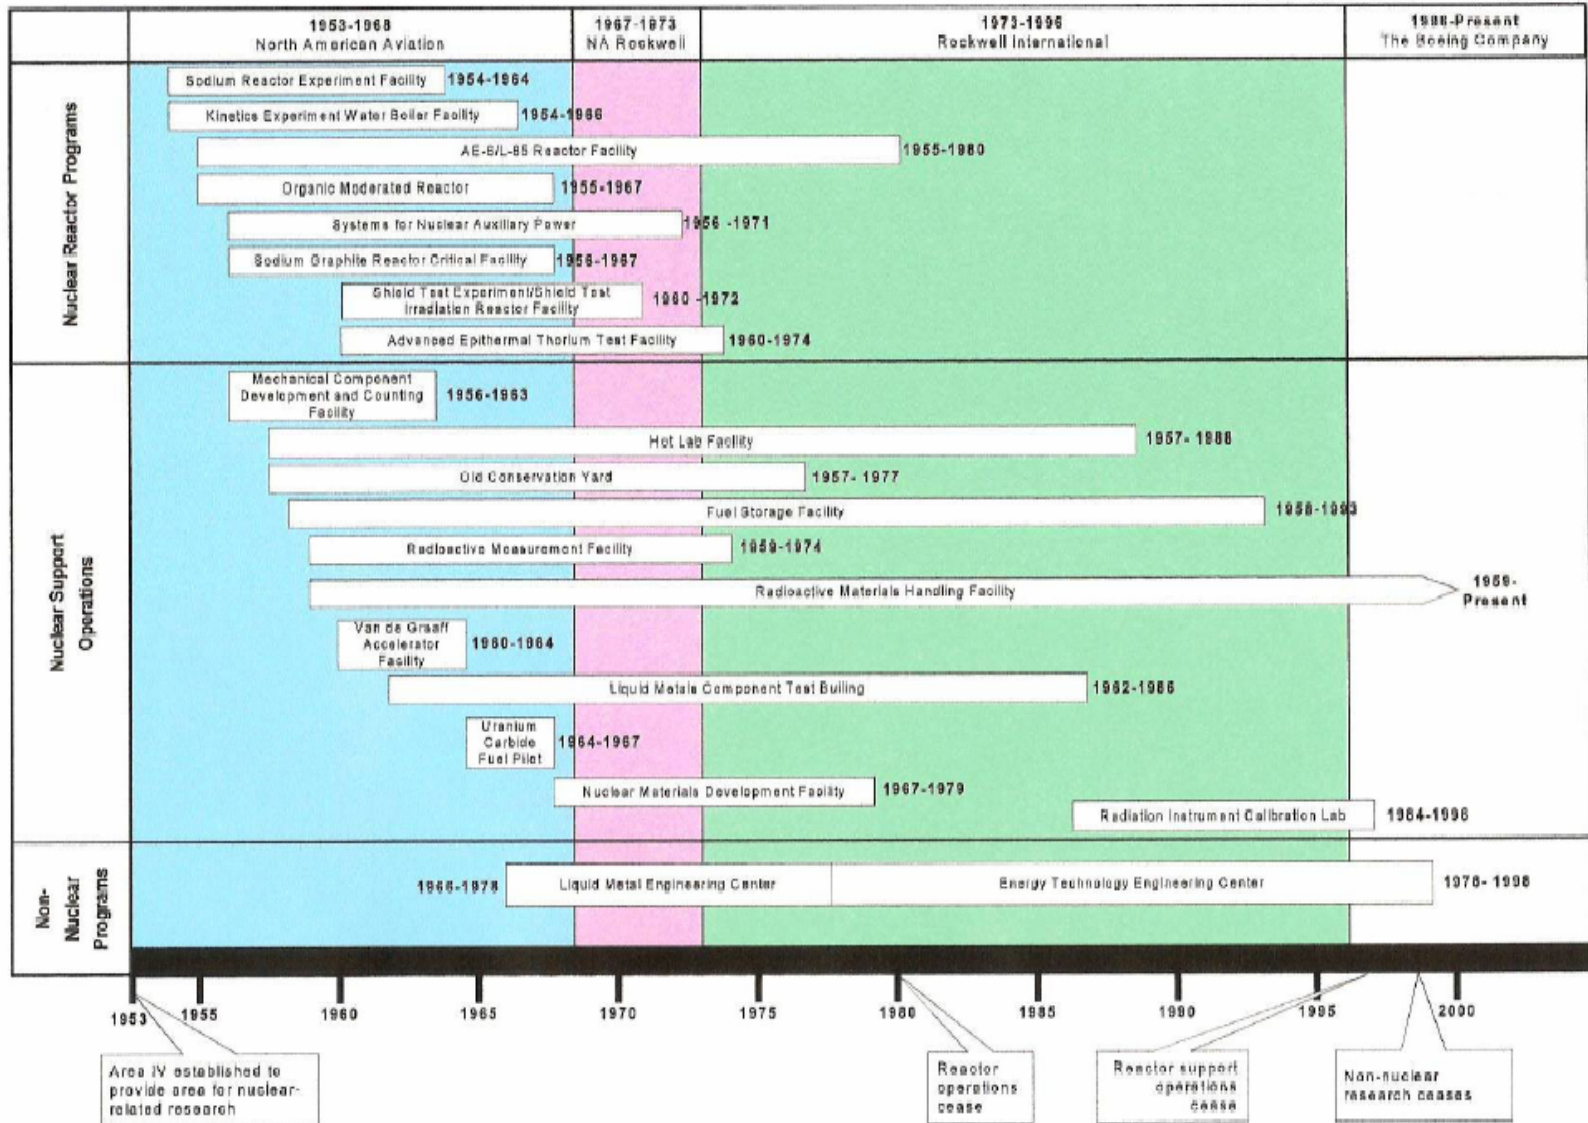 1953-1968
North American Aviation
1967-1973
NA Rockwell
1973-1996
Rockwell International
1996-Present
The Boeing Company
Nuclear Reactor Programs
Sodium Reactor Experiment Facility
1954-1964
Kinetics Experiment Water Boiler Facility
1954-1966
AE-6/L-85 Reactor Facility
1955-1980
Organic Moderated Reactor
1955-1967
Systems for Nuclear Auxiliary Power
1956 -1971
Sodium Graphite Reactor Critical Facility
1956-1967
Shield Test Experiment/Shield Test
Irradiation Reactor Facility
1960 -1972
Advanced Epithermal Thorium Test Facility
1960-1974
Nuclear Support
Operations
Mechanical Component
Development and Counting
Facility
1956-1963
Hot Lab Facility
1957- 1988
Old Conservation Yard
1957- 1977
Fuel Storage Facility
1958-1993
Radioactive Measurement Facility
1959-1974
Radioactive Materials Handling Facility
1959-
Present
Van de Graaff
Accelerator
Facility
1960-1964
Liquid Metals Component Test Builing
1962-1986
Uranium
Carbide
Fuel Pilot
1964-1967
Nuclear Materials Development Facility
1967-1979
Radiation Instrument Calibration Lab
1984-1996
Non-
Nuclear
Programs
1966-1978
Liquid Metal Engineering Center
Energy Technology Engineering Center
1978- 1998
1953
1955
1960
1965
1970
1975
1980
1985
1990
1995
2000
Area IV established to
provide area for nuclear-
related research
Reactor
operations
cease
Reactor support
operations
cease
Non-nuclear
research ceases